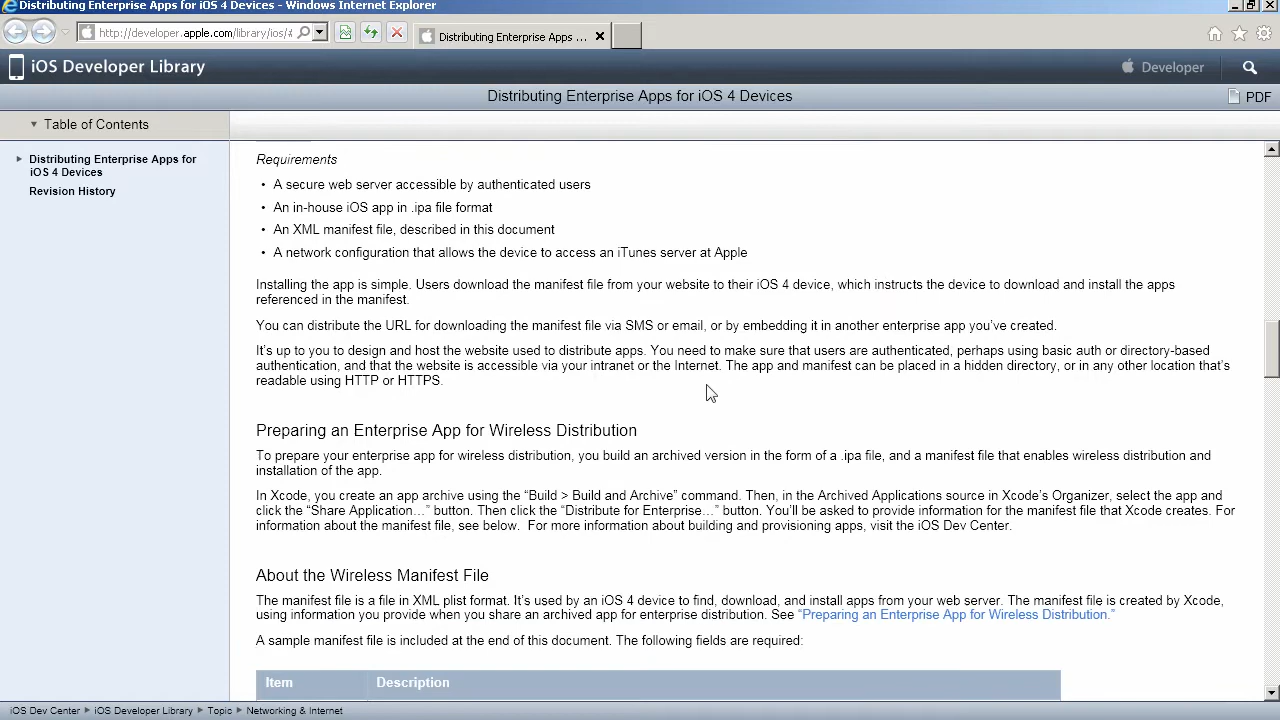 Distributing Enterprise Apps for iOS 4 Devices - Windows Internet Explorer
http://developer.apple.com/library/ios/#
Distributing Enterprise Apps ...
iOS Developer Library
Developer
Distributing Enterprise Apps for iOS 4 Devices
PDF
Table of Contents
Distributing Enterprise Apps for
iOS 4 Devices
Revision History
Requirements
• A secure web server accessible by authenticated users
• An in-house iOS app in .ipa file format
• An XML manifest file, described in this document
• A network configuration that allows the device to access an iTunes server at Apple
Installing the app is simple. Users download the manifest file from your website to their iOS 4 device, which instructs the device to download and install the apps
referenced in the manifest.
You can distribute the URL for downloading the manifest file via SMS or email, or by embedding it in another enterprise app you've created.
It's up to you to design and host the website used to distribute apps. You need to make sure that users are authenticated, perhaps using basic auth or directory-based
authentication, and that the website is accessible via your intranet or the Internet. The app and manifest can be placed in a hidden directory, or in any other location that's
readable using HTTP or HTTPS.
Preparing an Enterprise App for Wireless Distribution
To prepare your enterprise app for wireless distribution, you build an archived version in the form of a .ipa file, and a manifest file that enables wireless distribution and
installation of the app.
In Xcode, you create an app archive using the “Build > Build and Archive” command. Then, in the Archived Applications source in Xcode's Organizer, select the app and
click the “Share Application…” button. Then click the “Distribute for Enterprise…” button. You'll be asked to provide information for the manifest file that Xcode creates. For
information about the manifest file, see below. For more information about building and provisioning apps, visit the iOS Dev Center.
About the Wireless Manifest File
The manifest file is a file in XML plist format. It's used by an iOS 4 device to find, download, and install apps from your web server. The manifest file is created by Xcode,
using information you provide when you share an archived app for enterprise distribution. See “Preparing an Enterprise App for Wireless Distribution.”
A sample manifest file is included at the end of this document. The following fields are required:
Item Description
iOS Dev Center iOS Developer Library Topic Networking & Internet